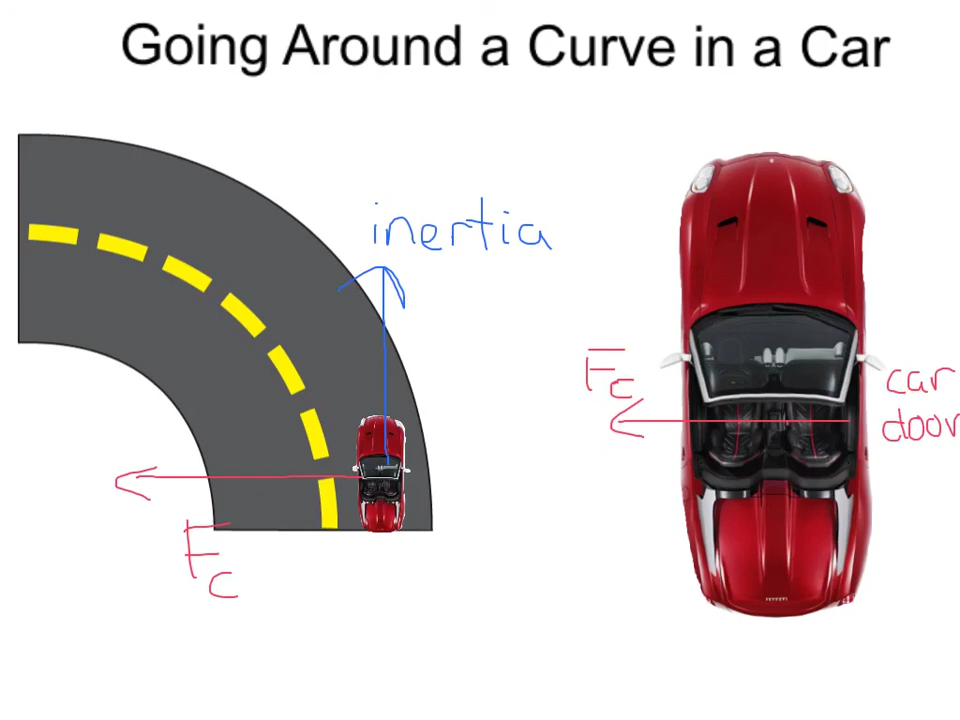 Going Around a Curve in a Car
inertia
Fc
car
door
Fc